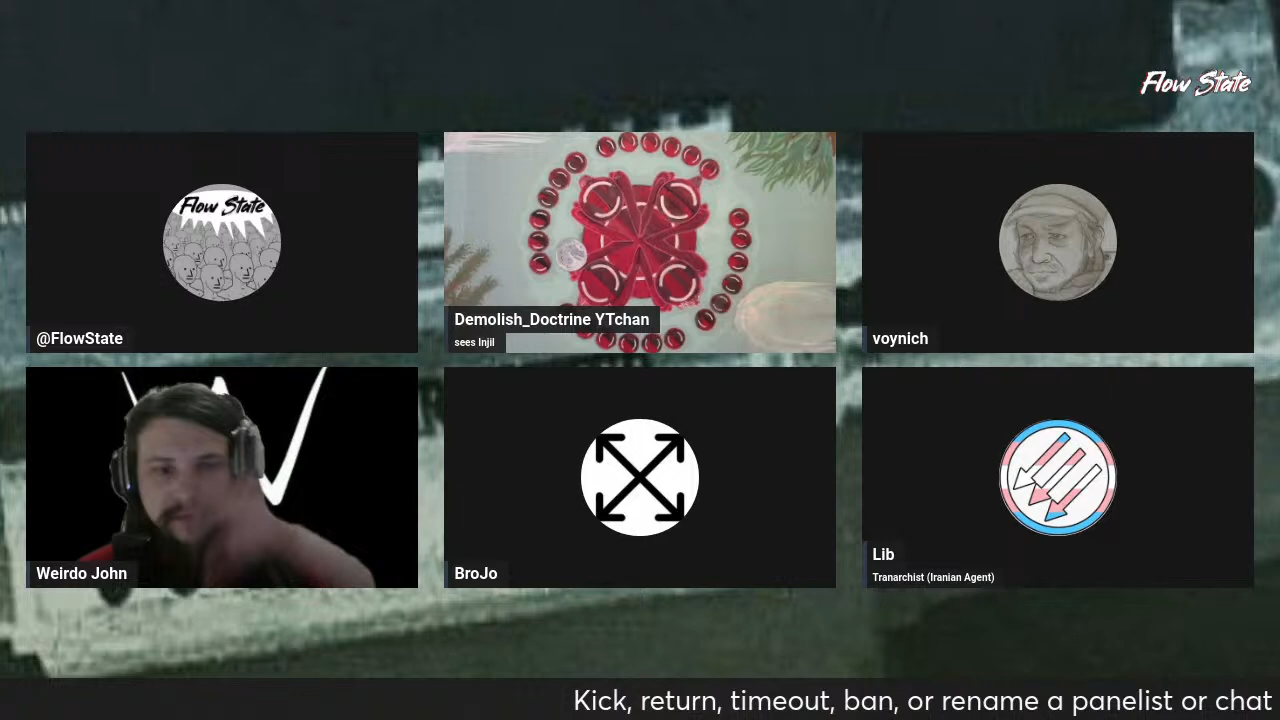 Flow State
Flow State
@FlowState
Demolish_Doctrine YTchan
sees Injil
voynich
Weirdo John
BroJo
Lib
Tranarchist (Iranian Agent)
Kick, return, timeout, ban, or rename a panelist or chat